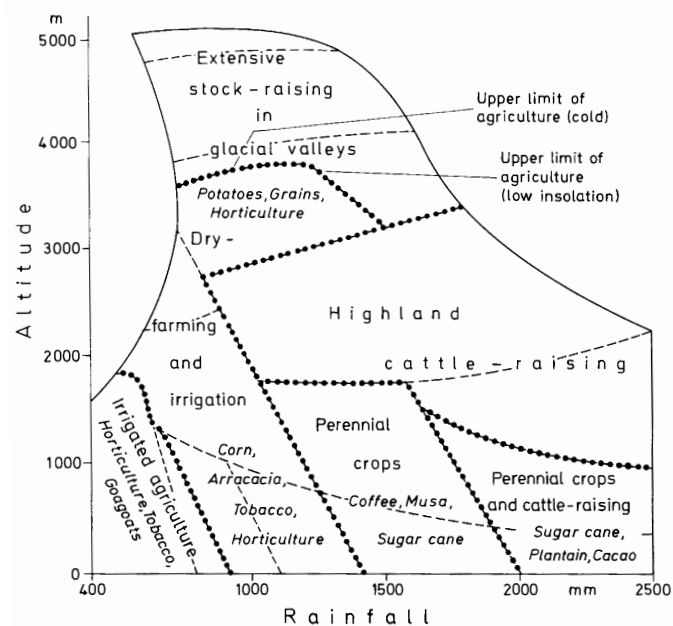 m
5000
4000
3000
2000
1000
0
Altitude
Extensive
stock-raising
in
glacial valleys
Upper limit of
agriculture (cold)
Upper limit of
agriculture
(low insolation)
Potatoes, Grains,
Horticulture
Dry-
farming
and
irrigation
Highland
cattle-raising
Irrigated agriculture
Horticulture, Tobacco,
Goagoats
Corn,
Arracacia,
Tobacco,
Horticulture
Perennial
crops
Coffee, Musa,
Sugar cane
Perennial crops
and cattle-raising
Sugar cane,
Plantain, Cacao
400
1000
1500
2000
mm
2500
Rainfall